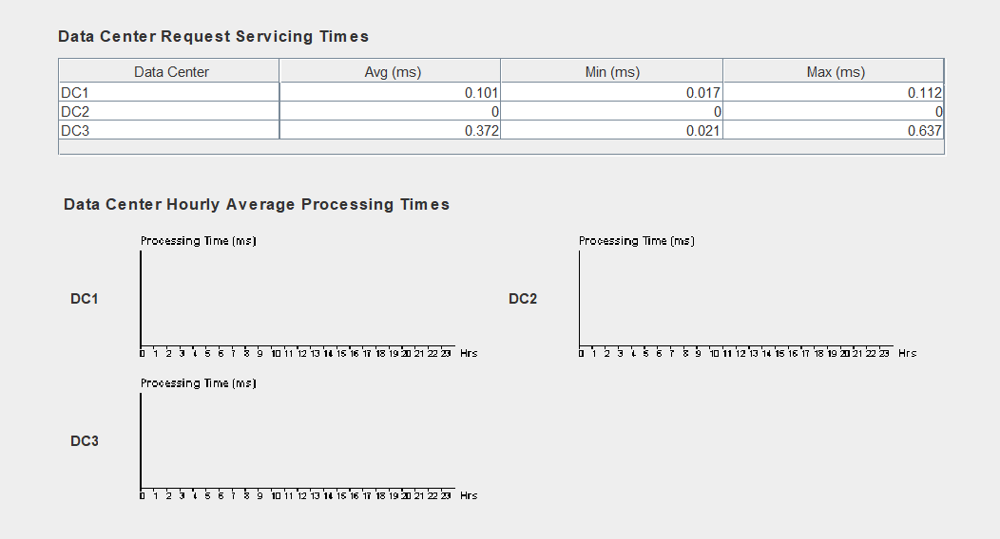 Data Center Request Servicing Times
Data Center Avg (ms) Min (ms) Max (ms)
DC1 0.101 0.017 0.112
DC2 0 0 0
DC3 0.372 0.021 0.637
Data Center Hourly Average Processing Times
Processing Time (ms)
DC1
0 1 2 3 4 5 6 7 8 9 10 11 12 13 14 15 16 17 18 19 20 21 22 23 Hrs
Processing Time (ms)
DC2
0 1 2 3 4 5 6 7 8 9 10 11 12 13 14 15 16 17 18 19 20 21 22 23 Hrs
Processing Time (ms)
DC3
0 1 2 3 4 5 6 7 8 9 10 11 12 13 14 15 16 17 18 19 20 21 22 23 Hrs